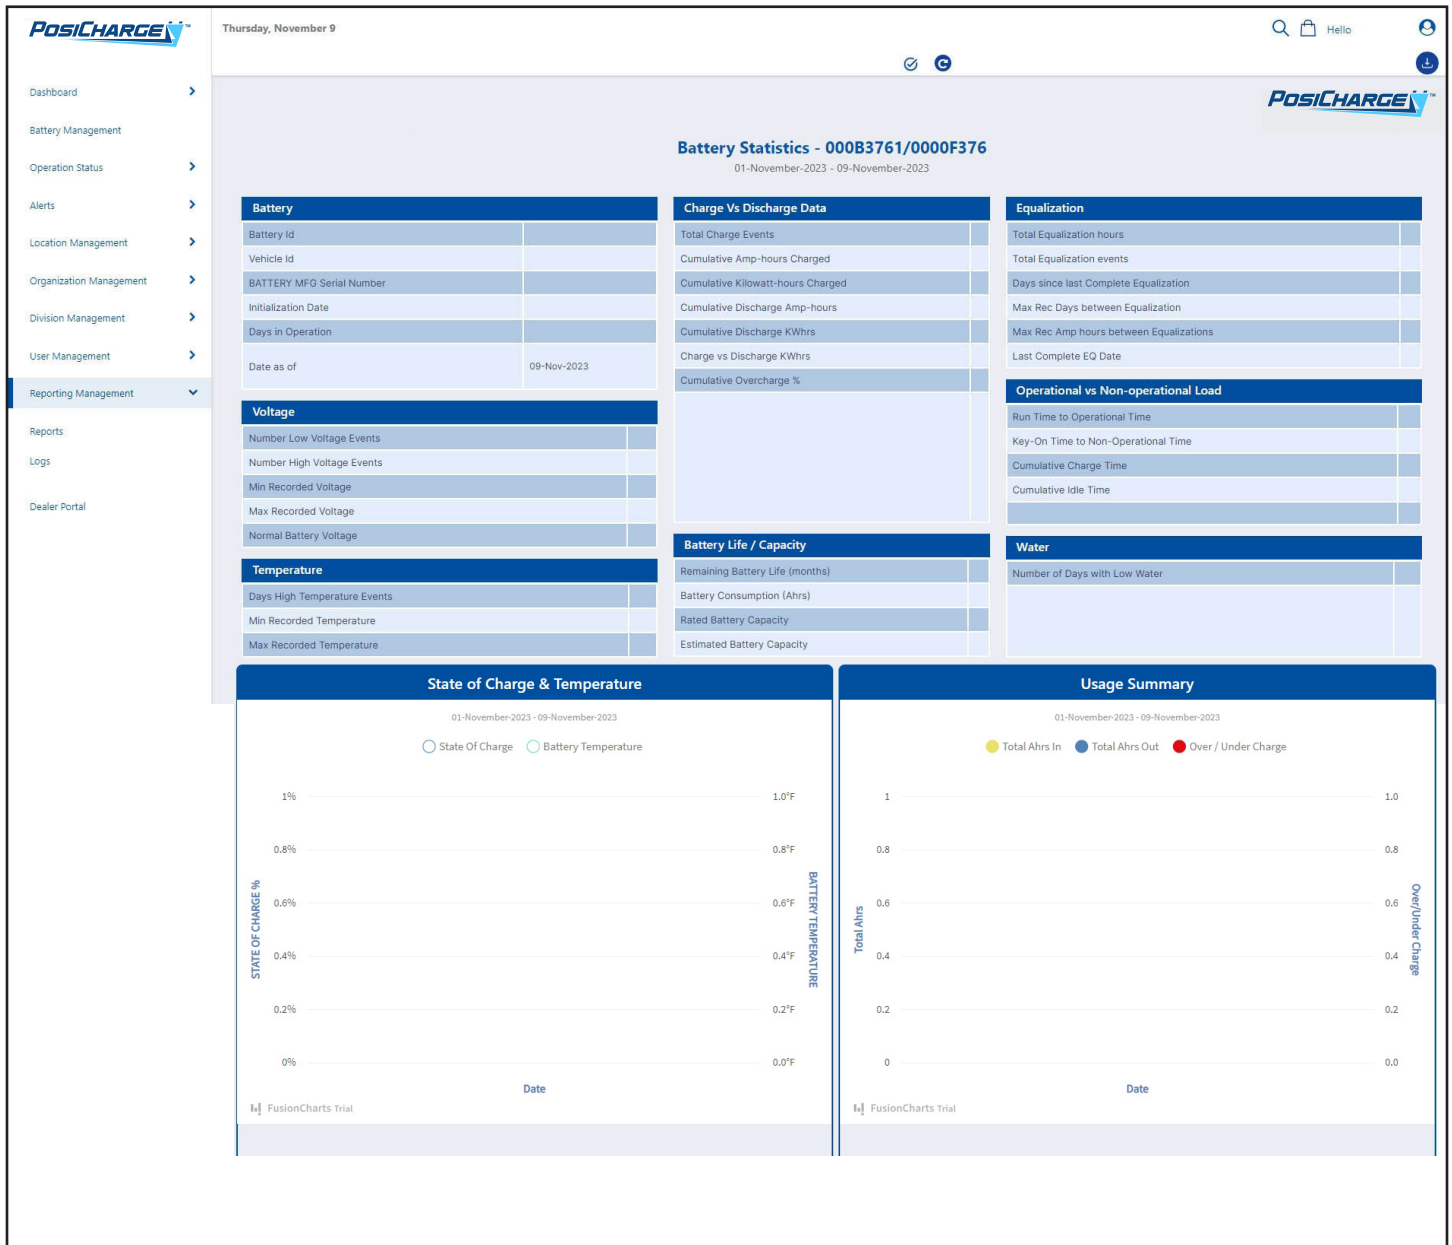 POSICHARGE™
Thursday, November 9
Hello
Dashboard
Battery Management
Operation Status
Alerts
Location Management
Organization Management
Division Management
User Management
Reporting Management
Reports
Logs
Dealer Portal
POSICHARGE™
Battery Statistics - 000B3761/0000F376
01-November-2023 - 09-November-2023
Battery
Battery Id
Vehicle Id
BATTERY MFG Serial Number
Initialization Date
Days in Operation
Date as of 09-Nov-2023
Voltage
Number Low Voltage Events
Number High Voltage Events
Min Recorded Voltage
Max Recorded Voltage
Normal Battery Voltage
Temperature
Days High Temperature Events
Min Recorded Temperature
Max Recorded Temperature
Charge Vs Discharge Data
Total Charge Events
Cumulative Amp-hours Charged
Cumulative Kilowatt-hours Charged
Cumulative Discharge Amp-hours
Cumulative Discharge KWhrs
Charge vs Discharge KWhrs
Cumulative Overcharge %
Battery Life / Capacity
Remaining Battery Life (months)
Battery Consumption (Ahrs)
Rated Battery Capacity
Estimated Battery Capacity
Equalization
Total Equalization hours
Total Equalization events
Days since last Complete Equalization
Max Rec Days between Equalization
Max Rec Amp hours between Equalizations
Last Complete EQ Date
Operational vs Non-operational Load
Run Time to Operational Time
Key-On Time to Non-Operational Time
Cumulative Charge Time
Cumulative Idle Time
Water
Number of Days with Low Water
State of Charge & Temperature
01-November-2023 - 09-November-2023
State Of Charge Battery Temperature
1% 1.0°F
0.8% 0.8°F
0.6% 0.6°F
0.4% 0.4°F
0.2% 0.2°F
0% 0.0°F
STATE OF CHARGE %
BATTERY TEMPERATURE
Date
FusionCharts Trial
Usage Summary
01-November-2023 - 09-November-2023
Total Ahrs In Total Ahrs Out Over / Under Charge
1 1.0
0.8 0.8
0.6 0.6
0.4 0.4
0.2 0.2
0 0.0
Total Ahrs
Over/Under Charge
Date
FusionCharts Trial